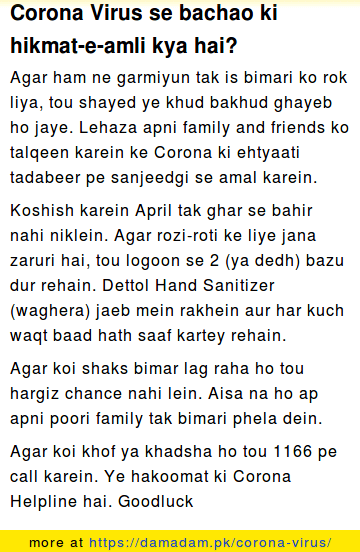 Corona Virus se bachao ki
hikmat-e-amli kya hai?
Agar ham ne garmiyun tak is bimari ko rok
liya, tou shayed ye khud bakhud ghayeb
ho jaye. Lehaza apni family and friends ko
talqeen karein ke Corona ki ehtyaati
tadabeer pe sanjeedgi se amal karein.
Koshish karein April tak ghar se bahir
nahi niklein. Agar rozi-roti ke liye jana
zaruri hai, tou logoon se 2 (ya dedh) bazu
dur rehain. Dettol Hand Sanitizer
(waghera) jaeb mein rakhein aur har kuch
waqt baad hath saaf kartey rehain.
Agar koi shaks bimar lag raha ho tou
hargiz chance nahi lein. Aisa na ho ap
apni poori family tak bimari phela dein.
Agar koi khof ya khadsha ho tou 1166 pe
call karein. Ye hakoomat ki Corona
Helpline hai. Goodluck
more at https://damadam.pk/corona-virus/